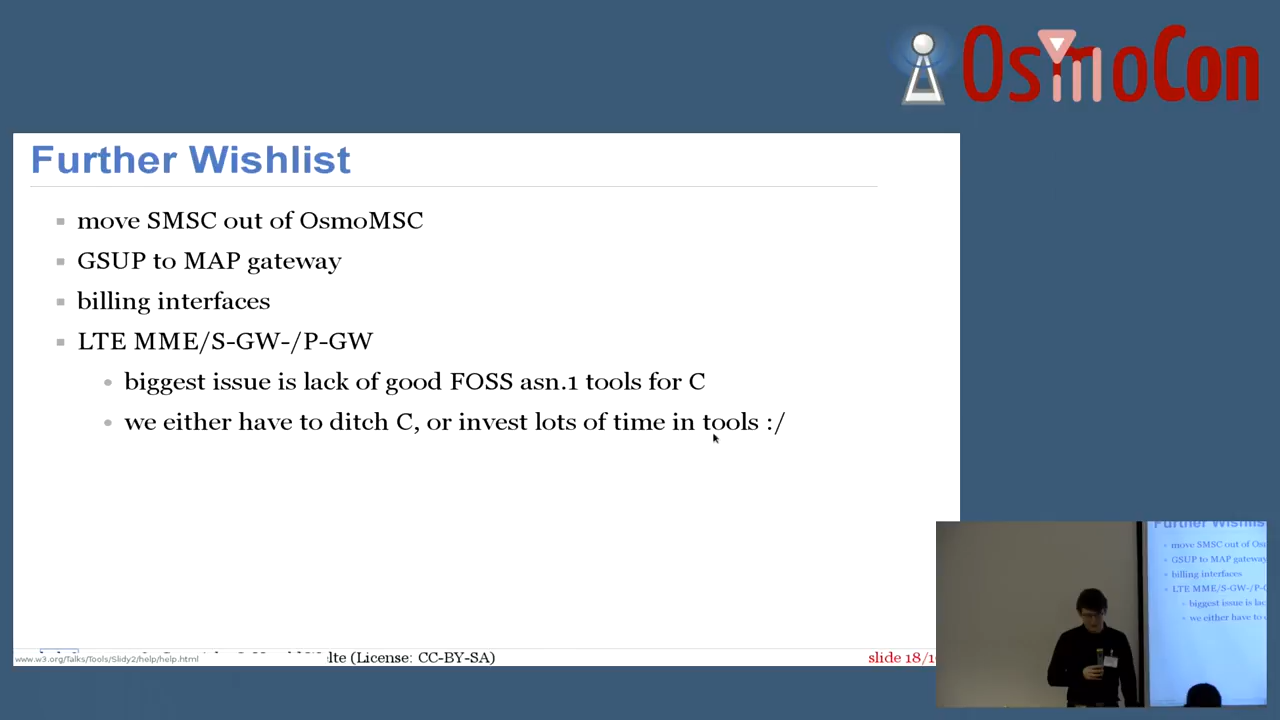 OsmoCon
Further Wishlist
move SMSC out of OsmoMSC
GSUP to MAP gateway
billing interfaces
LTE MME/S-GW-/P-GW
biggest issue is lack of good FOSS asn.1 tools for C
we either have to ditch C, or invest lots of time in tools :/
www.w3.org/Talks/Tools/Slidy2/help/help.html
(License: CC-BY-SA)
slide 18/1
Further Wishlist
move SMSC out of Os
GSUP to MAP gateway
billing interfaces
LTE MME/S-GW-/P-G
biggest issue is lac
we either have to